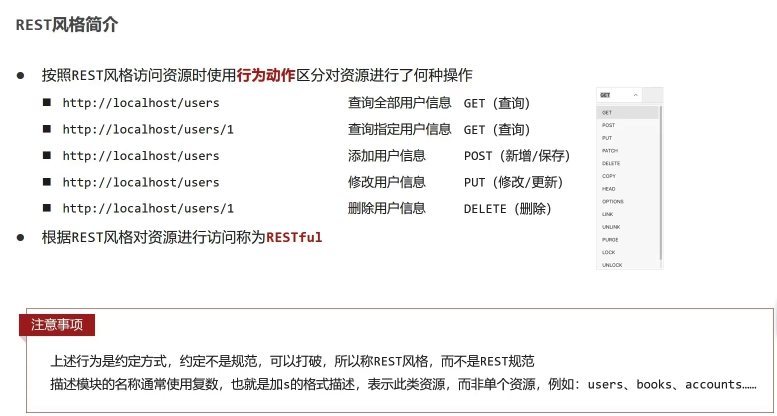 REST风格简介
按照REST风格访问资源时使用行为动作区分对资源进行了何种操作
http://localhost/users 查询全部用户信息 GET（查询）
http://localhost/users/1 查询指定用户信息 GET（查询）
http://localhost/users 添加用户信息 POST（新增/保存）
http://localhost/users 修改用户信息 PUT（修改/更新）
http://localhost/users/1 删除用户信息 DELETE（删除）
根据REST风格对资源进行访问称为RESTful
GET
GET
POST
PUT
PATCH
DELETE
COPY
HEAD
OPTIONS
LINK
UNLINK
PURGE
LOCK
UNLOCK
注意事项
上述行为是约定方式，约定不是规范，可以打破，所以称REST风格，而不是REST规范
描述模块的名称通常使用复数，也就是加s的格式描述，表示此类资源，而非单个资源，例如：users、books、accounts……